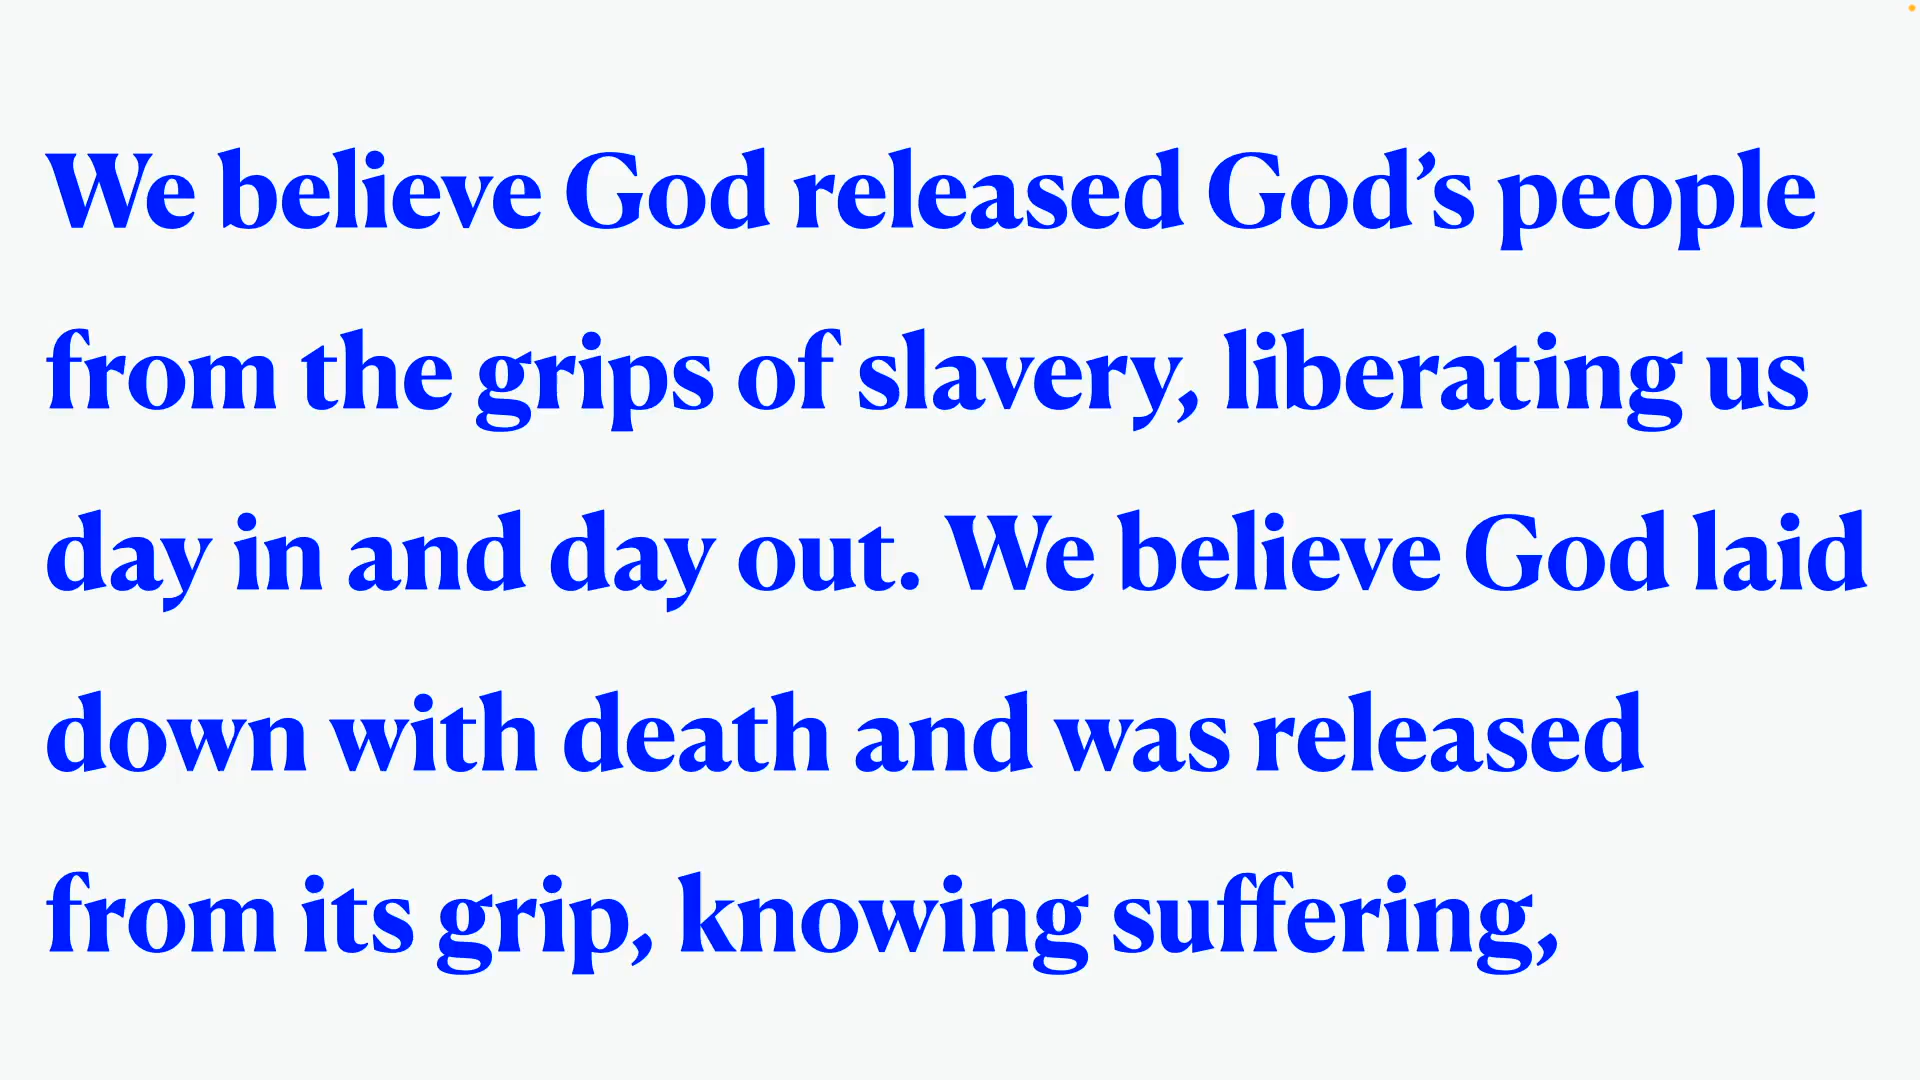 We believe God released God’s people
from the grips of slavery, liberating us
day in and day out. We believe God laid
down with death and was released
from its grip, knowing suffering,